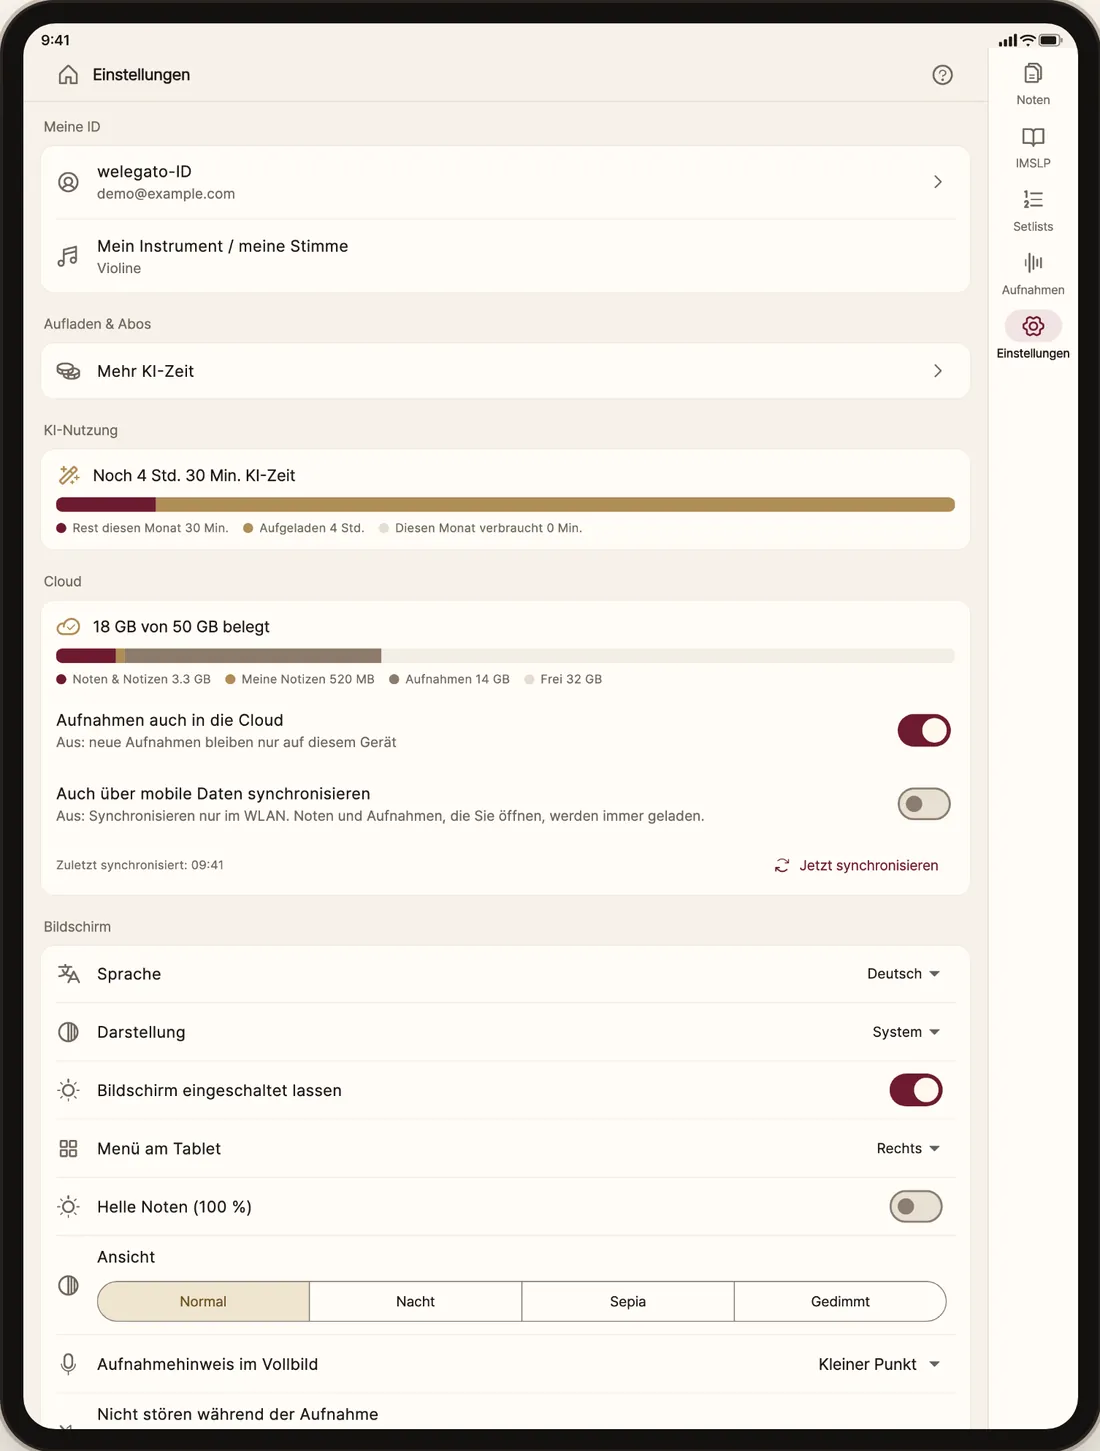 9:41
Einstellungen
Meine ID
welegato-ID
demo@example.com
Mein Instrument / meine Stimme
Violine
Aufladen & Abos
Mehr KI-Zeit
KI-Nutzung
Noch 4 Std. 30 Min. KI-Zeit
Rest diesen Monat 30 Min. Aufgeladen 4 Std. Diesen Monat verbraucht 0 Min.
Cloud
18 GB von 50 GB belegt
Noten & Notizen 3.3 GB Meine Notizen 520 MB Aufnahmen 14 GB Frei 32 GB
Aufnahmen auch in die Cloud
Aus: neue Aufnahmen bleiben nur auf diesem Gerät
Auch über mobile Daten synchronisieren
Aus: Synchronisieren nur im WLAN. Noten und Aufnahmen, die Sie öffnen, werden immer geladen.
Zuletzt synchronisiert: 09:41 Jetzt synchronisieren
Bildschirm
Sprache Deutsch
Darstellung System
Bildschirm eingeschaltet lassen
Menü am Tablet Rechts
Helle Noten (100 %)
Ansicht
Normal Nacht Sepia Gedimmt
Aufnahmehinweis im Vollbild Kleiner Punkt
Nicht stören während der Aufnahme
Noten
IMSLP
Setlists
Aufnahmen
Einstellungen